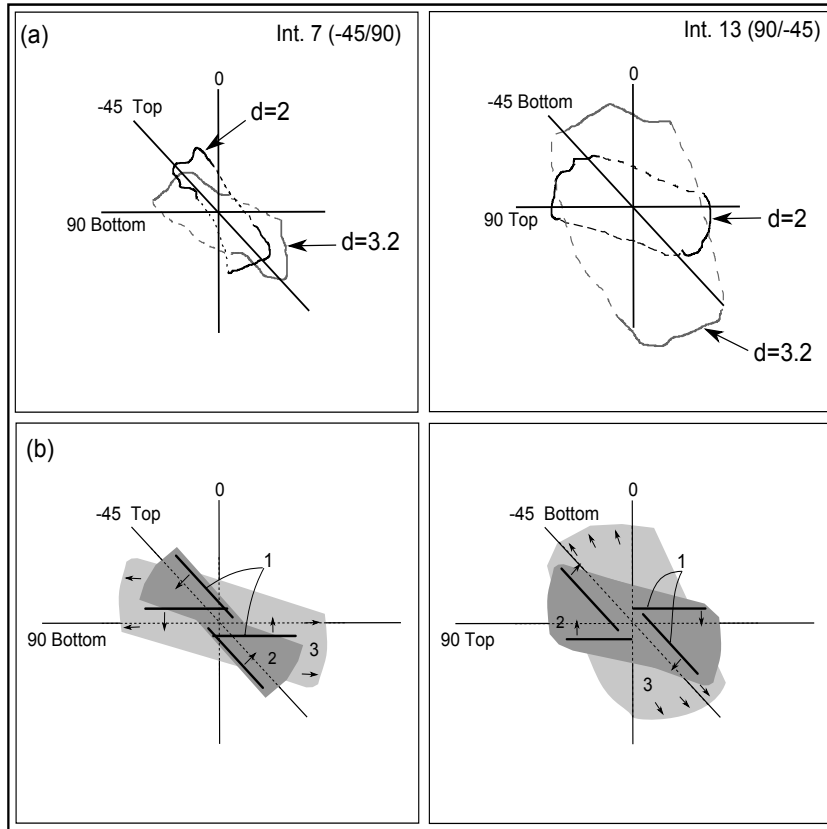 (a)
Int. 7 (-45/90)
0
-45 Top
d=2
90 Bottom
d=3.2
Int. 13 (90/-45)
0
-45 Bottom
90 Top
d=2
d=3.2
(b)
0
-45 Top
1
90 Bottom
2
3
0
-45 Bottom
1
2
90 Top
3